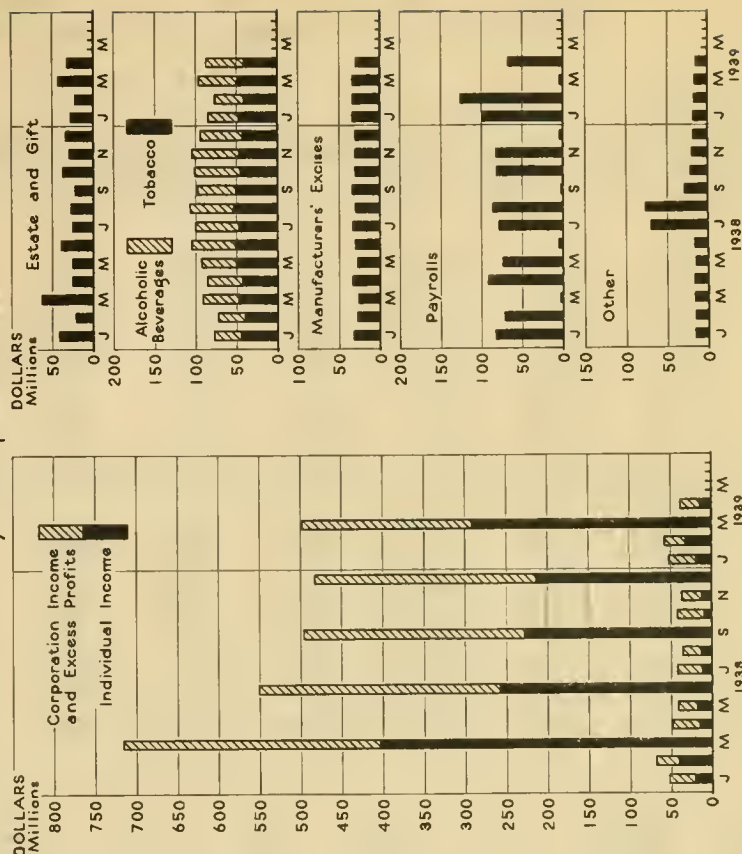 DOLLARS
Millions
800
750
700
650
600
550
500
450
400
350
300
250
200
150
100
50
0
Corporation Income
and Excess Profits
Individual Income
J M M J S N J M M
1938 1939
DOLLARS
Millions
Estate and Gift
50
0
J M M J S N J M M
200
150
100
50
0
Alcoholic
Beverages
Tobacco
J M M J S N J M M
100
50
0
Manufacturers' Excises
J M M J S N J M M
200
150
100
50
0
Payrolls
J M M J S N J M M
150
100
50
0
Other
J M M J S N J M M
1938 1939